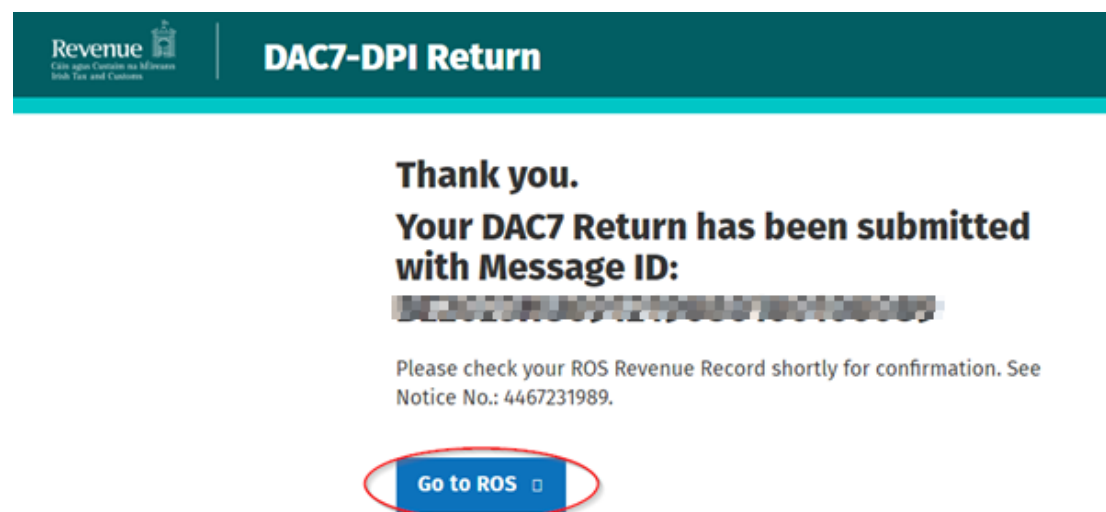 Revenue
Cáin agus Custaim na hÉireann
Irish Tax and Customs
DAC7-DPI Return
Thank you.
Your DAC7 Return has been submitted
with Message ID:
Please check your ROS Revenue Record shortly for confirmation. See
Notice No.: 4467231989.
Go to ROS